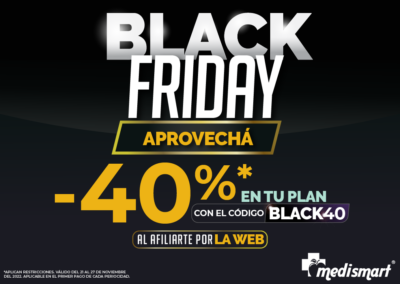 BLACK
FRIDAY
APROVECHÁ
-40%*
EN TU PLAN
CON EL CÓDIGO BLACK40
AL AFILIARTE POR LA WEB
medismart®
*APLICAN RESTRICCIONES. VÁLIDO DEL 21 AL 27 DE NOVIEMBRE
DEL 2022, APLICABLE EN EL PRIMER PAGO DE CADA PERIOCIDAD.